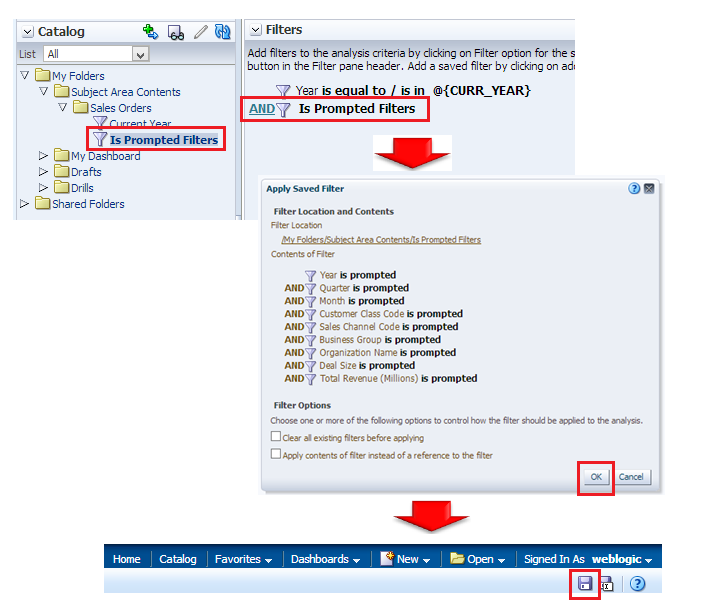 Catalog
List All
My Folders
Subject Area Contents
Sales Orders
Current Year
Is Prompted Filters
My Dashboard
Drafts
Drills
Shared Folders
Filters
Add filters to the analysis criteria by clicking on Filter option for the s
button in the Filter pane header. Add a saved filter by clicking on add
Year is equal to / is in @{CURR_YEAR}
AND Is Prompted Filters
Apply Saved Filter
Filter Location and Contents
Filter Location
/My Folders/Subject Area Contents/Is Prompted Filters
Contents of Filter
Year is prompted
AND Quarter is prompted
AND Month is prompted
AND Customer Class Code is prompted
AND Sales Channel Code is prompted
AND Business Group is prompted
AND Organization Name is prompted
AND Deal Size is prompted
AND Total Revenue (Millions) is prompted
Filter Options
Choose one or more of the following options to control how the filter should be applied to the analysis.
Clear all existing filters before applying
Apply contents of filter instead of a reference to the filter
OK Cancel
Home Catalog Favorites Dashboards New Open Signed In As weblogic